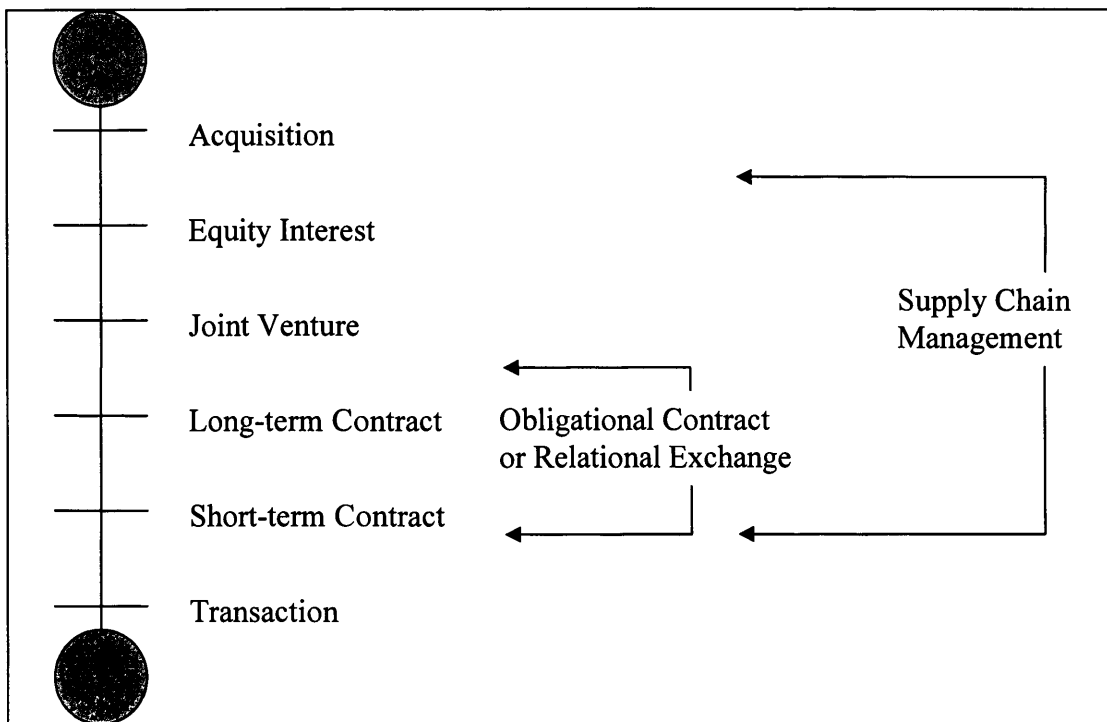 Acquisition
Equity Interest
Supply Chain
Management
Joint Venture
Long-term Contract
Obligational Contract
or Relational Exchange
Short-term Contract
Transaction